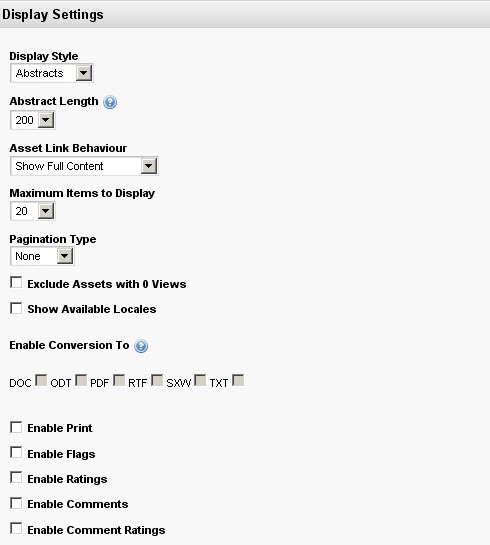 Display Settings
Display Style
Abstracts
Abstract Length
200
Asset Link Behaviour
Show Full Content
Maximum Items to Display
20
Pagination Type
None
Exclude Assets with 0 Views
Show Available Locales
Enable Conversion To
DOC ODT PDF RTF SXW TXT
Enable Print
Enable Flags
Enable Ratings
Enable Comments
Enable Comment Ratings